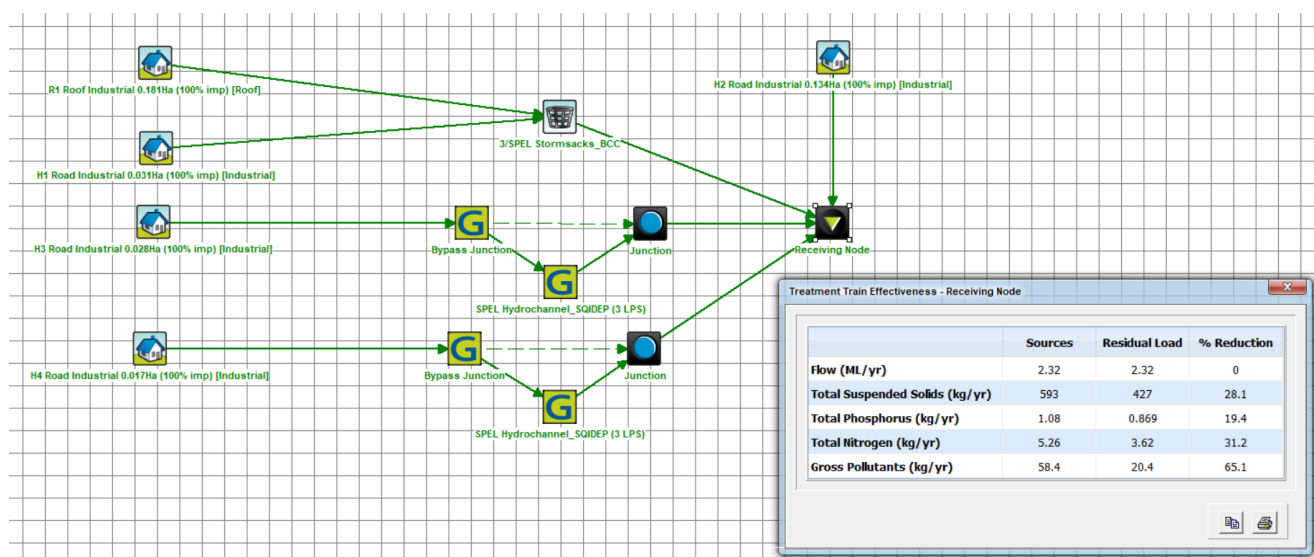 R1 Roof Industrial 0.181Ha (100% imp) [Roof]
H2 Road Industrial 0.134Ha (100% imp) [Industrial]
3/SPEL Stormsacks_BCC
H1 Road Industrial 0.031Ha (100% imp) [Industrial]
H3 Road Industrial 0.028Ha (100% imp) [Industrial]
G
Bypass Junction
Junction
Receiving Node
G
SPEL Hydrochannel_SQIDEP (3 LPS)
H4 Road Industrial 0.017Ha (100% imp) [Industrial]
G
Bypass Junction
Junction
G
SPEL Hydrochannel_SQIDEP (3 LPS)
Treatment Train Effectiveness - Receiving Node
Sources Residual Load % Reduction
Flow (ML/yr) 2.32 2.32 0
Total Suspended Solids (kg/yr) 593 427 28.1
Total Phosphorus (kg/yr) 1.08 0.869 19.4
Total Nitrogen (kg/yr) 5.26 3.62 31.2
Gross Pollutants (kg/yr) 58.4 20.4 65.1